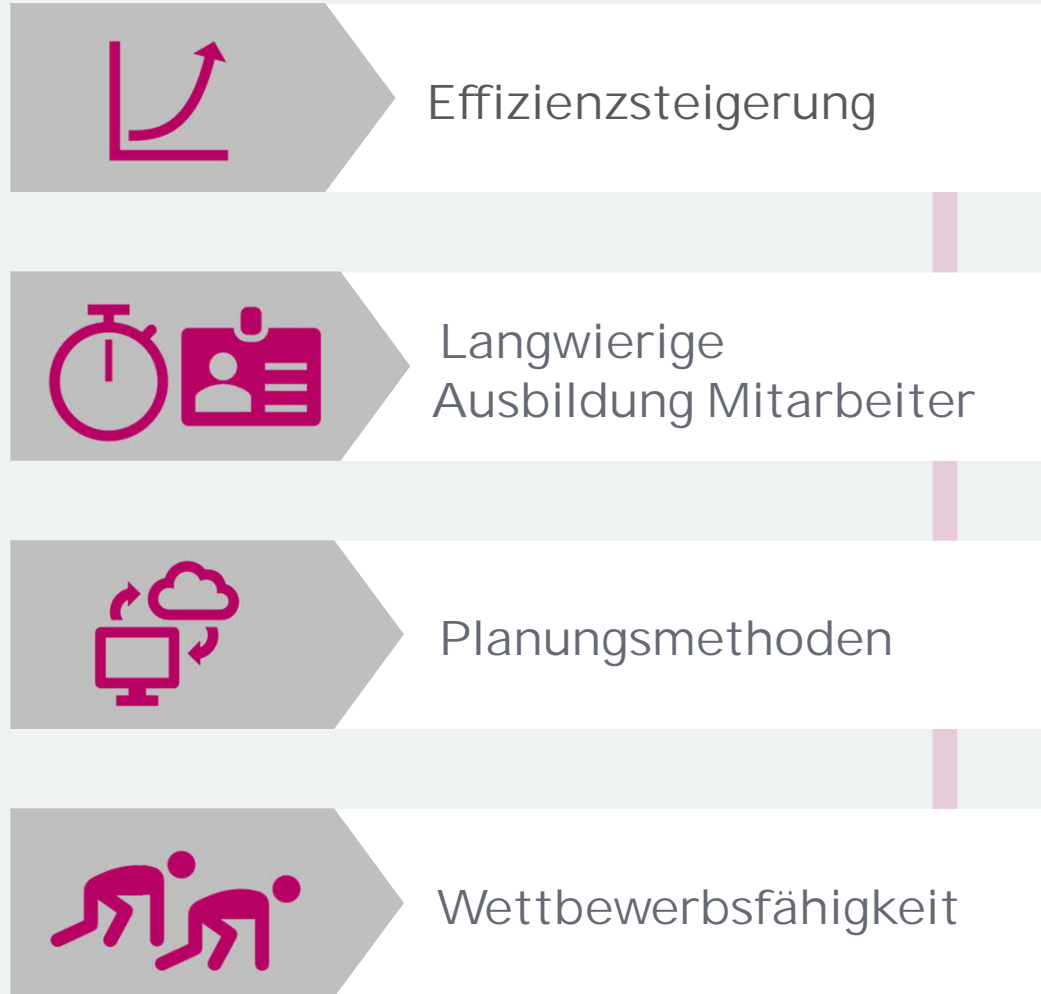 Effizienzsteigerung
Langwierige
Ausbildung Mitarbeiter
Planungsmethoden
Wettbewerbsfähigkeit